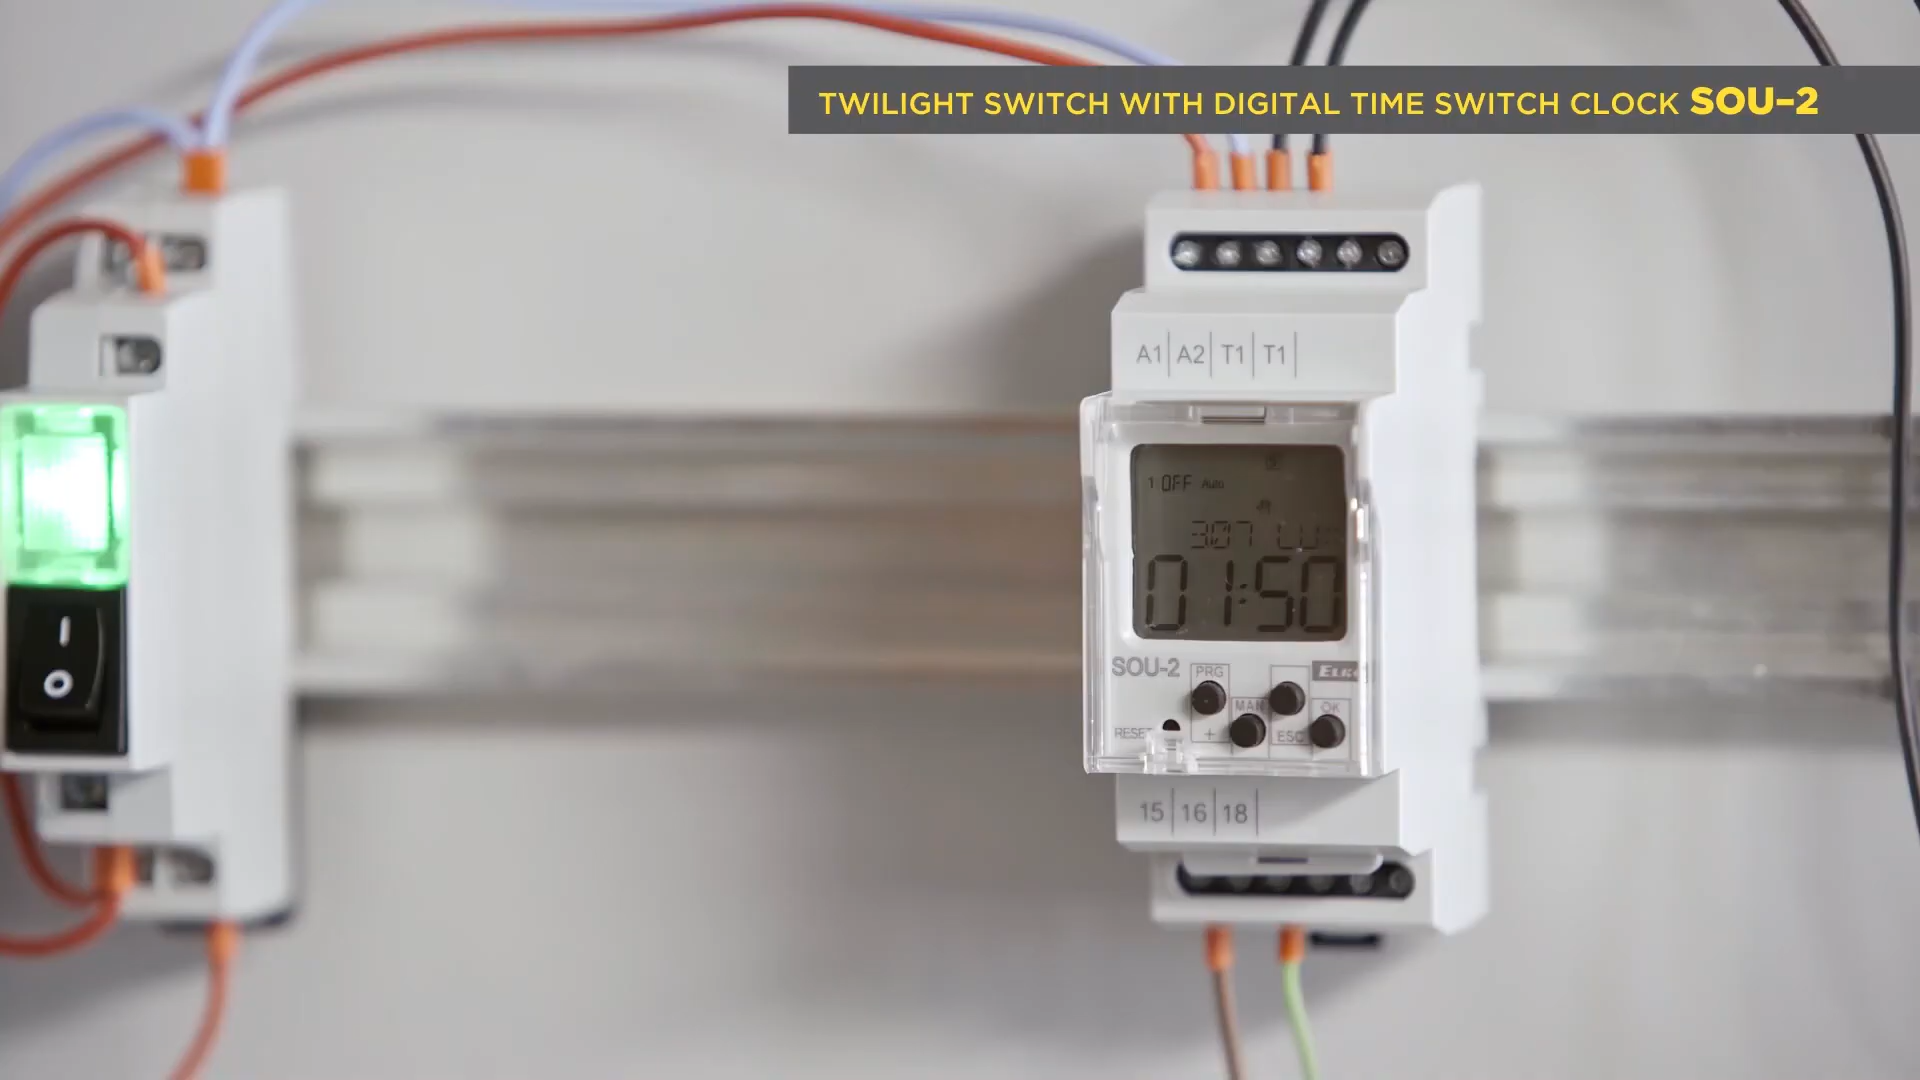 TWILIGHT SWITCH WITH DIGITAL TIME SWITCH CLOCK SOU-2
A1 A2 T1 T1
1 OFF Auto
307
01:50
SOU-2
PRG
MAN
OK
RESET
+
ESC
15 16 18